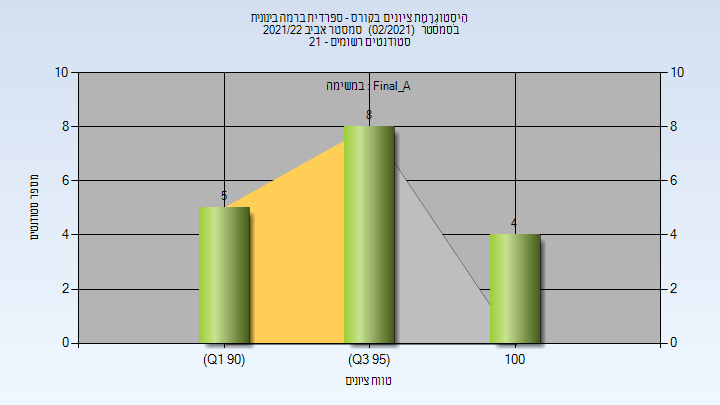 היסטוגרמת ציונים בקורס - ספרדית ברמה בינונית
בסמסטר (02/2021) סמסטר אביב 2021/22
סטודנטים רשומים - 21
במשימה : Final_A
10
8
6
4
2
0
10
8
6
4
2
0
5
8
4
מספר סטודנטים
(Q1 90)
(Q3 95)
100
טווח ציונים